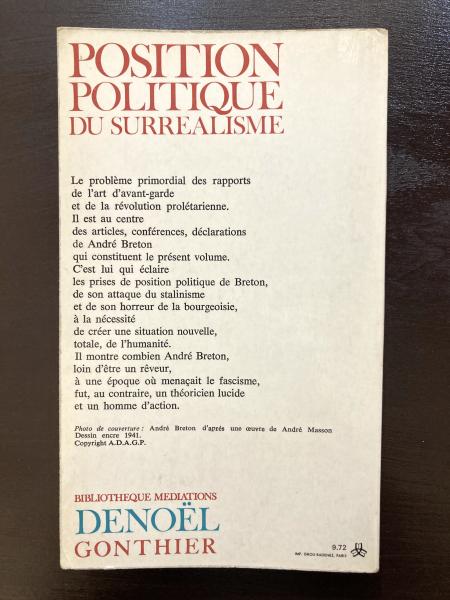 POSITION
POLITIQUE
DU SURREALISME
Le problème primordial des rapports
de l'art d'avant-garde
et de la révolution prolétarienne.
Il est au centre
des articles, conférences, déclarations
de André Breton
qui constituent le présent volume.
C'est lui qui éclaire
les prises de position politique de Breton,
de son attaque du stalinisme
et de son horreur de la bourgeoisie,
à la nécessité
de créer une situation nouvelle,
totale, de l'humanité.
Il montre combien André Breton,
loin d'être un rêveur,
à une époque où menaçait le fascisme,
fut, au contraire, un théoricien lucide
et un homme d'action.
Photo de couverture : André Breton d'après une œuvre de André Masson
Dessin encre 1941.
Copyright A.D.A.G.P.
BIBLIOTHEQUE MEDIATIONS
DENOËL
GONTHIER
9.72
IMP. GROU-RADENEZ, PARIS